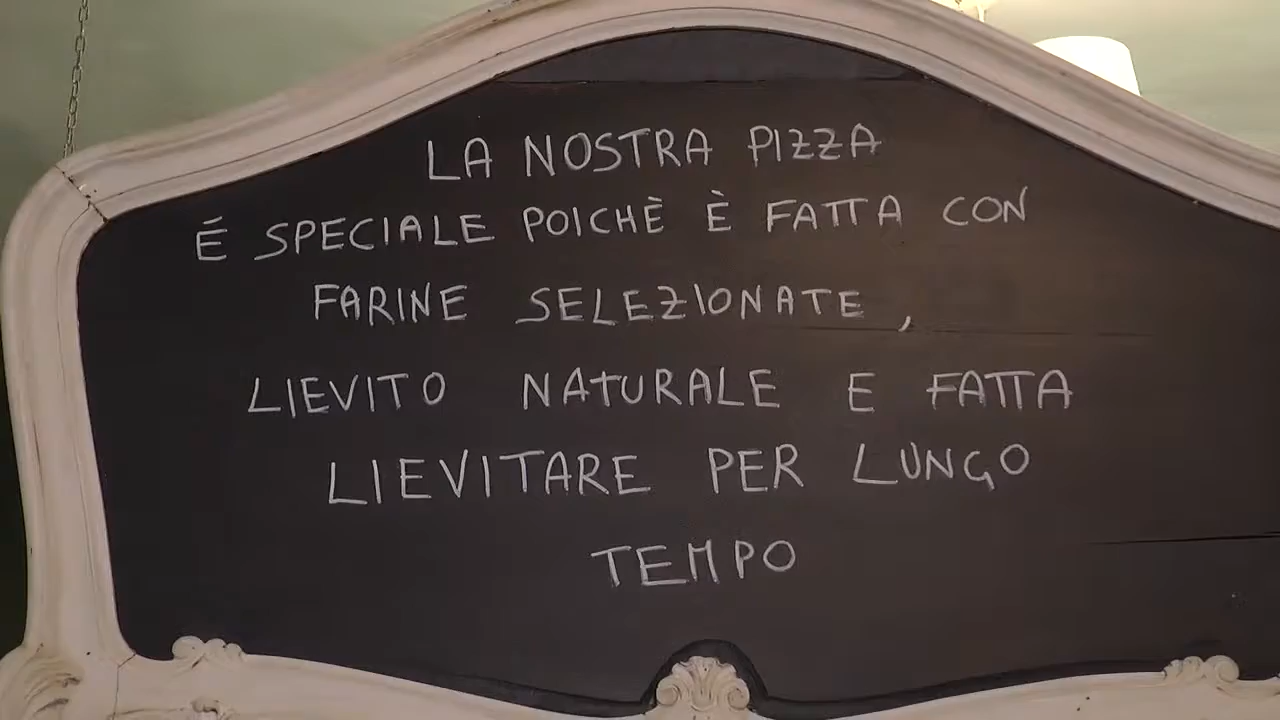 LA NOSTRA PIZZA
É SPECIALE POICHÈ È FATTA CON
FARINE SELEZIONATE,
LIEVITO NATURALE E FATTA
LIEVITARE PER LUNGO
TEMPO